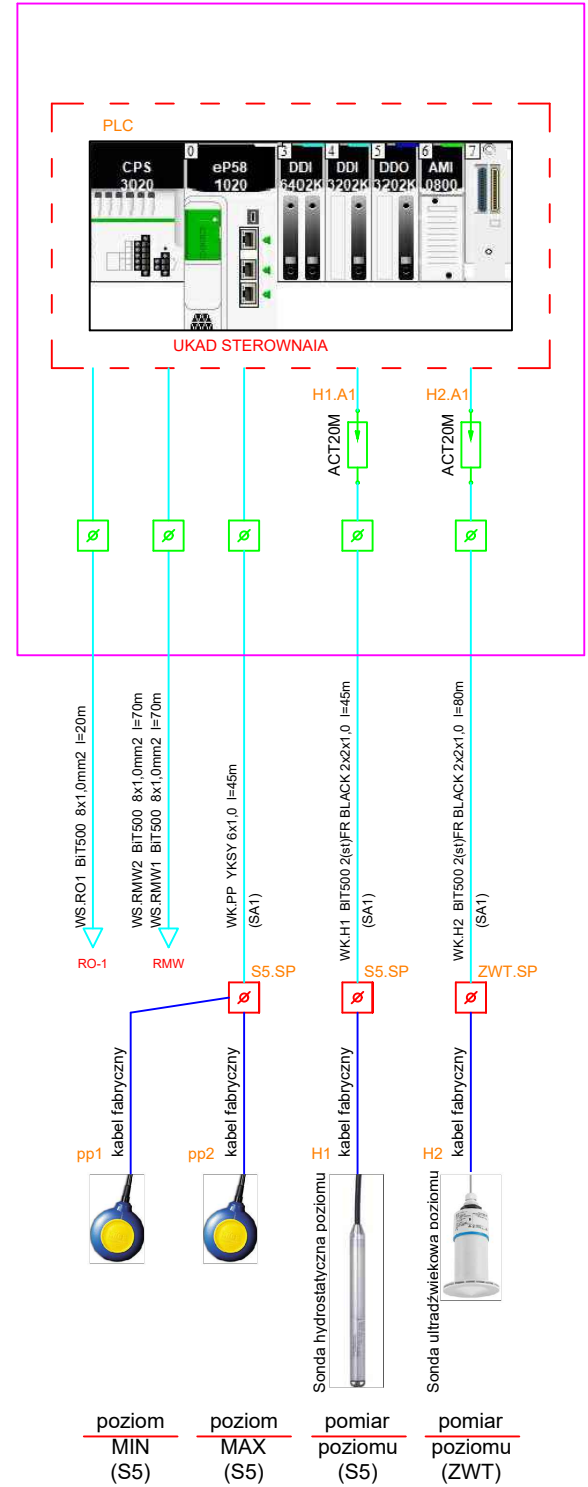 PLC
CPS
3020
0
eP58
1020
3
DDI
6402K
4
DDI
3202K
5
DDO
3202K
6
AMI
0800
7
UKAD STEROWNAIA
H1.A1
ACT20M
H2.A1
ACT20M
WS.RO1 BiT500 8x1,0mm2 l=20m
WS.RMW2 BiT500 8x1,0mm2 l=70m
WS.RMW1 BiT500 8x1,0mm2 l=70m
WK.PP YKSY 6x1,0 l=45m
(SA1)
WK.H1 BIT500 2(st)FR BLACK 2x2x1,0 l=45m
(SA1)
WK.H2 BIT500 2(st)FR BLACK 2x2x1,0 l=80m
(SA1)
RO-1
RMW
S5.SP
S5.SP
ZWT.SP
kabel fabryczny
kabel fabryczny
kabel fabryczny
kabel fabryczny
pp1
pp2
H1
H2
Sonda hydrostatyczna poziomu
Sonda ultradźwiekowa poziomu
poziom
MIN
(S5)
poziom
MAX
(S5)
pomiar
poziomu
(S5)
pomiar
poziomu
(ZWT)